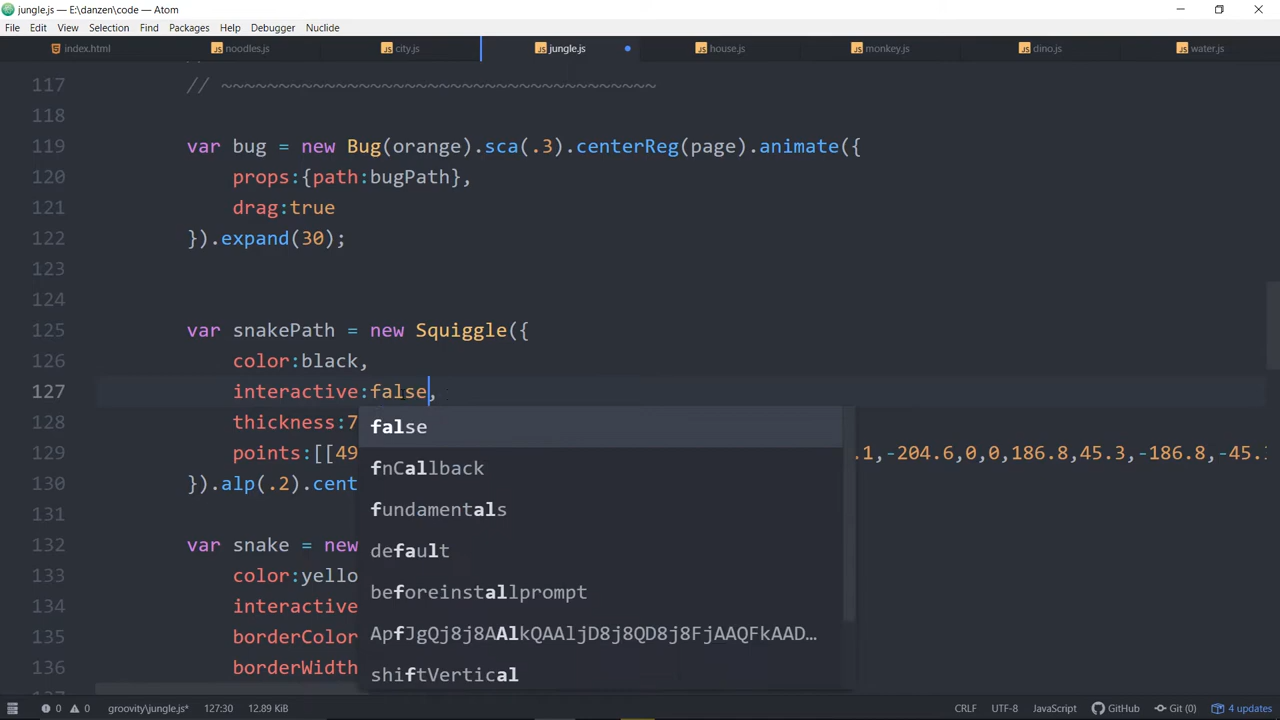 jungle.js — E:\danzen\code — Atom
File Edit View Selection Find Packages Help Debugger Nuclide
index.html noodles.js city.js jungle.js house.js monkey.js dino.js water.js
117 // ~~~~~~~~~~~~~~~~~~~~~~~~~~~~~~~~~~~~~~
118
119 var bug = new Bug(orange).sca(.3).centerReg(page).animate({
120 props:{path:bugPath},
121 drag:true
122 }).expand(30);
123
124
125 var snakePath = new Squiggle({
126 color:black,
127 interactive:false,
false
128 thickness:7
fnCallback
129 points:[[49 .1,-204.6,0,0,186.8,45.3,-186.8,-45.
130 }).alp(.2).cent
fundamentals
131
default
132 var snake = new
beforeinstallprompt
133 color:yello
134 interactive
ApfJgQj8j8AAlkQAAljD8j8QD8j8FjAAQFkAAD…
135 borderColor
136 borderWidth
shiftVertical
0 0 groovity\jungle.js* 127:30 12.89 KiB CRLF UTF-8 JavaScript GitHub Git (0) 4 updates